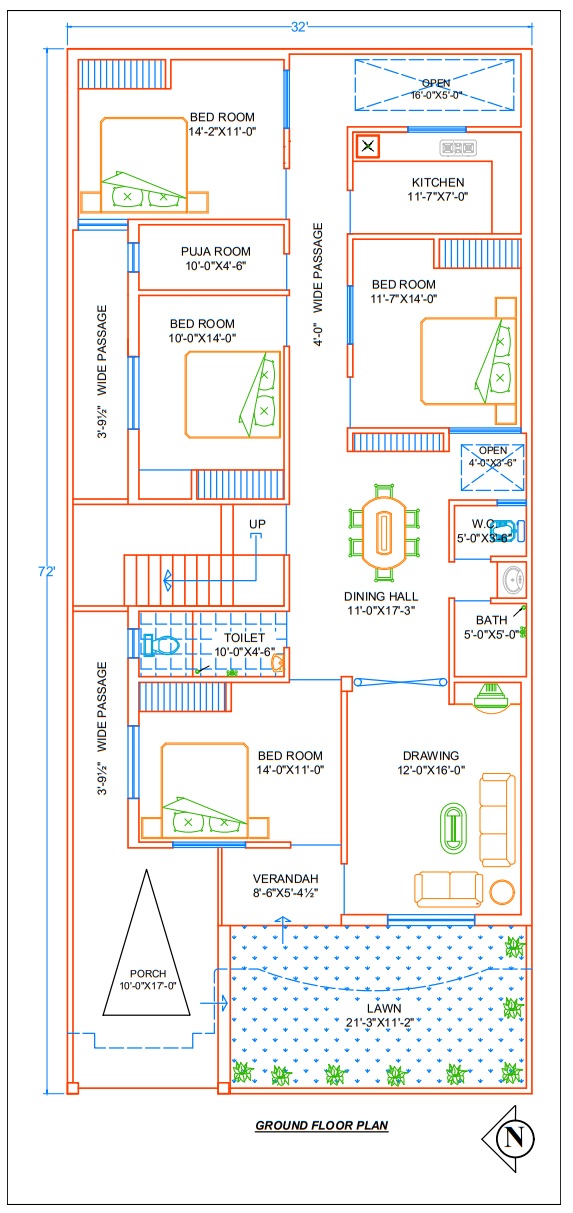 32'
OPEN
16'-0"X5'-0"
BED ROOM
14'-2"X11'-0"
KITCHEN
11'-7"X7'-0"
PUJA ROOM
10'-0"X4'-6"
4'-0" WIDE PASSAGE
BED ROOM
11'-7"X14'-0"
BED ROOM
10'-0"X14'-0"
3'-9½" WIDE PASSAGE
OPEN
4'-0"X3'-6"
UP
W.C.
5'-0"X3'-6"
72'
DINING HALL
11'-0"X17'-3"
BATH
5'-0"X5'-0"
TOILET
10'-0"X4'-6"
3'-9½" WIDE PASSAGE
BED ROOM
14'-0"X11'-0"
DRAWING
12'-0"X16'-0"
VERANDAH
8'-6"X5'-4½"
PORCH
10'-0"X17'-0"
LAWN
21'-3"X11'-2"
GROUND FLOOR PLAN
N